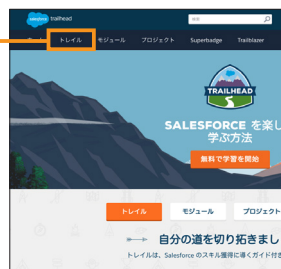 salesforce trailhead
検索
トレイル モジュール プロジェクト Superbadge Trailblazer
TRAILHEAD
SALESFORCE を楽し
学ぶ方法
無料で学習を開始
トレイル モジュール プロジェクト
自分の道を切り拓きまし
トレイルは、Salesforce のスキル獲得に導くガイド付き